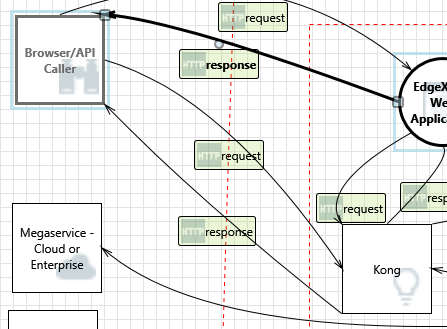 HTTP request
Browser/API
Caller
HTTP response
EdgeX
We
Applic
HTTP request
HTTP request
HTTP resp
HTTP response
Megaservice -
Cloud or
Enterprise
Kong